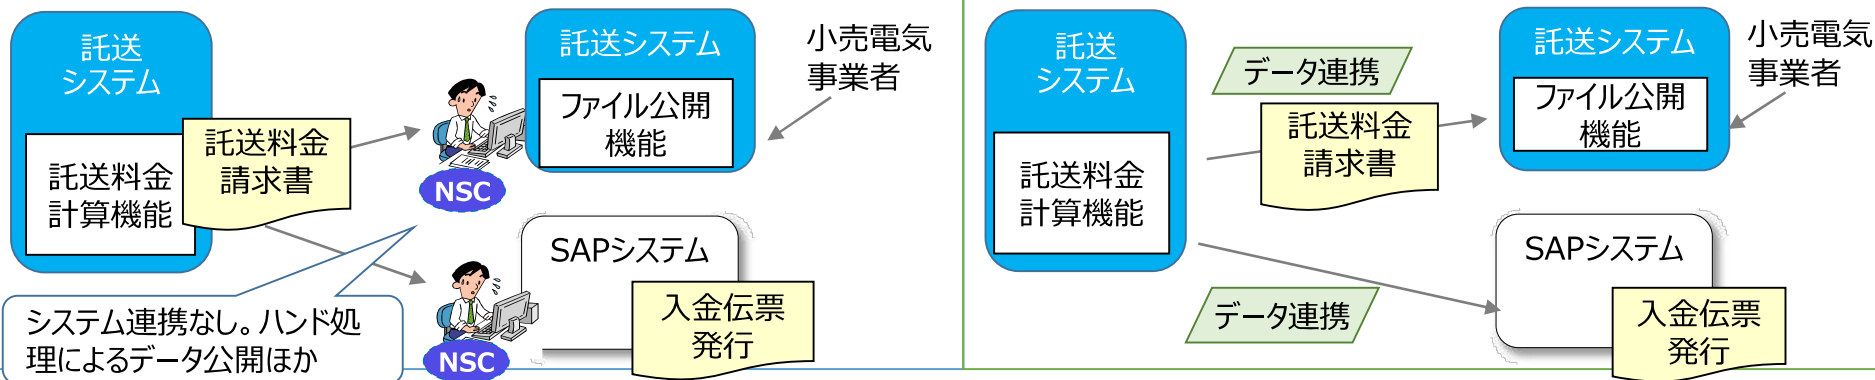 託送
システム
託送料金
計算機能
託送料金
請求書
NSC
託送システム
ファイル公開
機能
小売電気
事業者
SAPシステム
入金伝票
発行
NSC
システム連携なし。ハンド処
理によるデータ公開ほか
託送
システム
託送料金
計算機能
データ連携
託送料金
請求書
託送システム
ファイル公開
機能
小売電気
事業者
データ連携
SAPシステム
入金伝票
発行